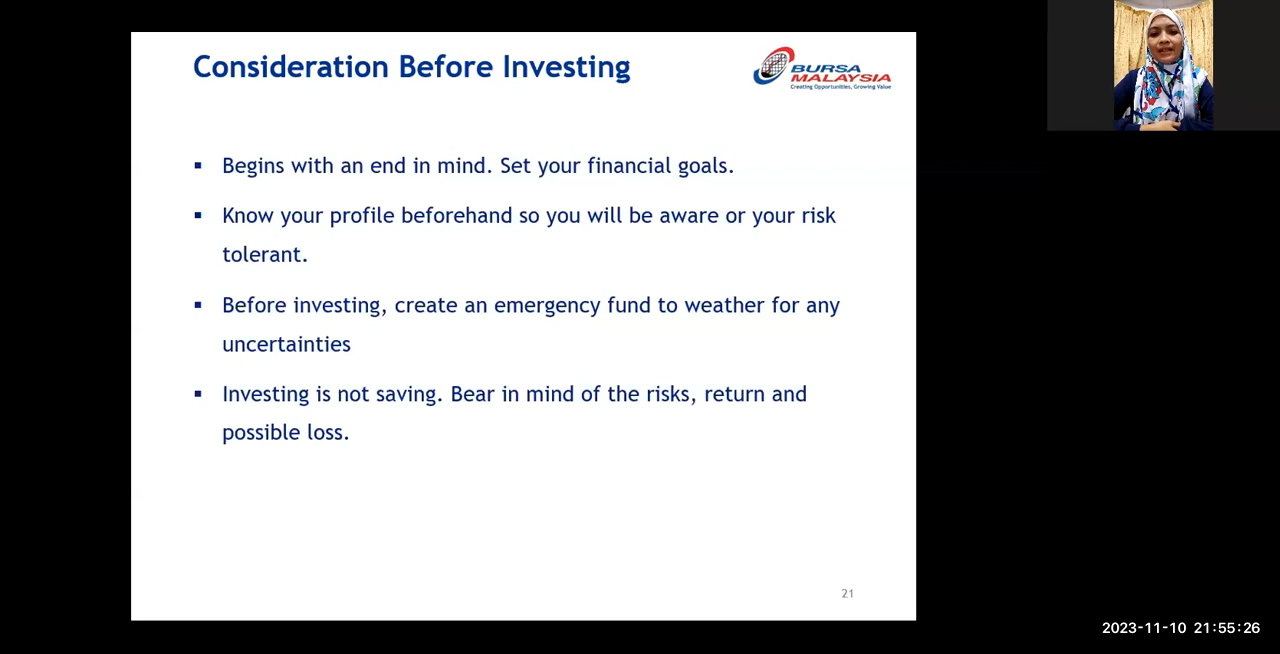 Consideration Before Investing
BURSA
MALAYSIA
Creating Opportunities, Growing Value
▪ Begins with an end in mind. Set your financial goals.
▪ Know your profile beforehand so you will be aware or your risk
tolerant.
▪ Before investing, create an emergency fund to weather for any
uncertainties
▪ Investing is not saving. Bear in mind of the risks, return and
possible loss.
21
2023-11-10 21:55:26